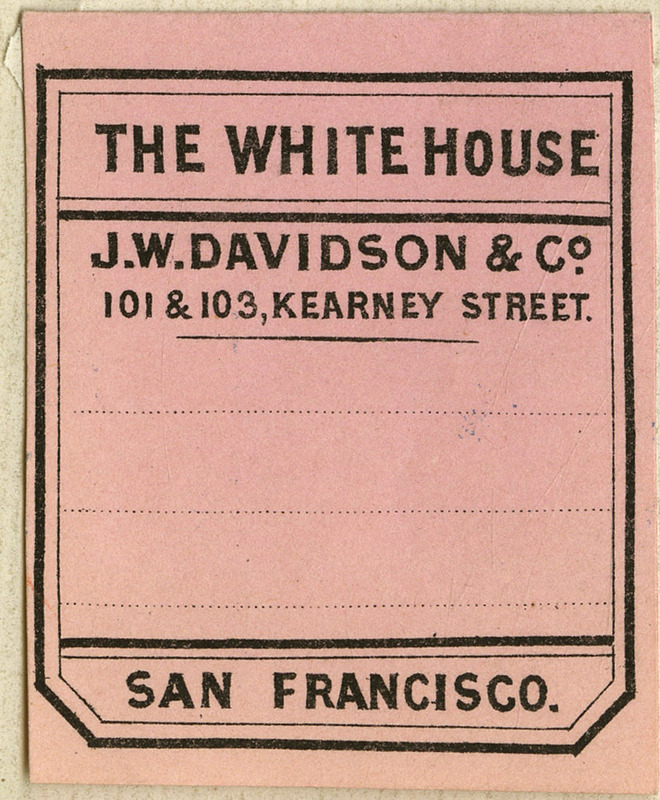 THE WHITE HOUSE
J.W. DAVIDSON & Cº
101 & 103, KEARNEY STREET.
SAN FRANCISCO.